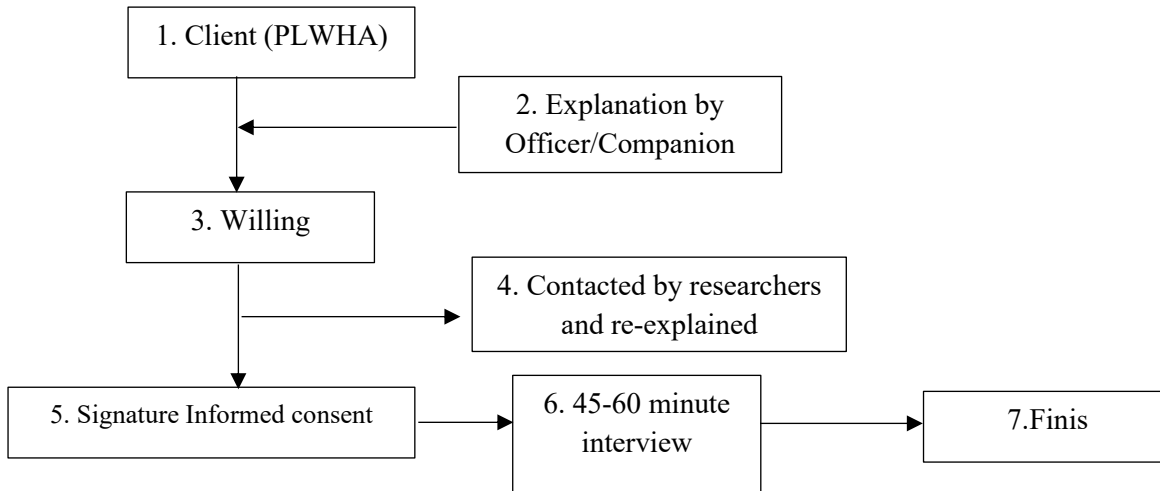 1. Client (PLWHA)
2. Explanation by
Officer/Companion
3. Willing
4. Contacted by researchers
and re-explained
5. Signature Informed consent
6. 45-60 minute
interview
7.Finis